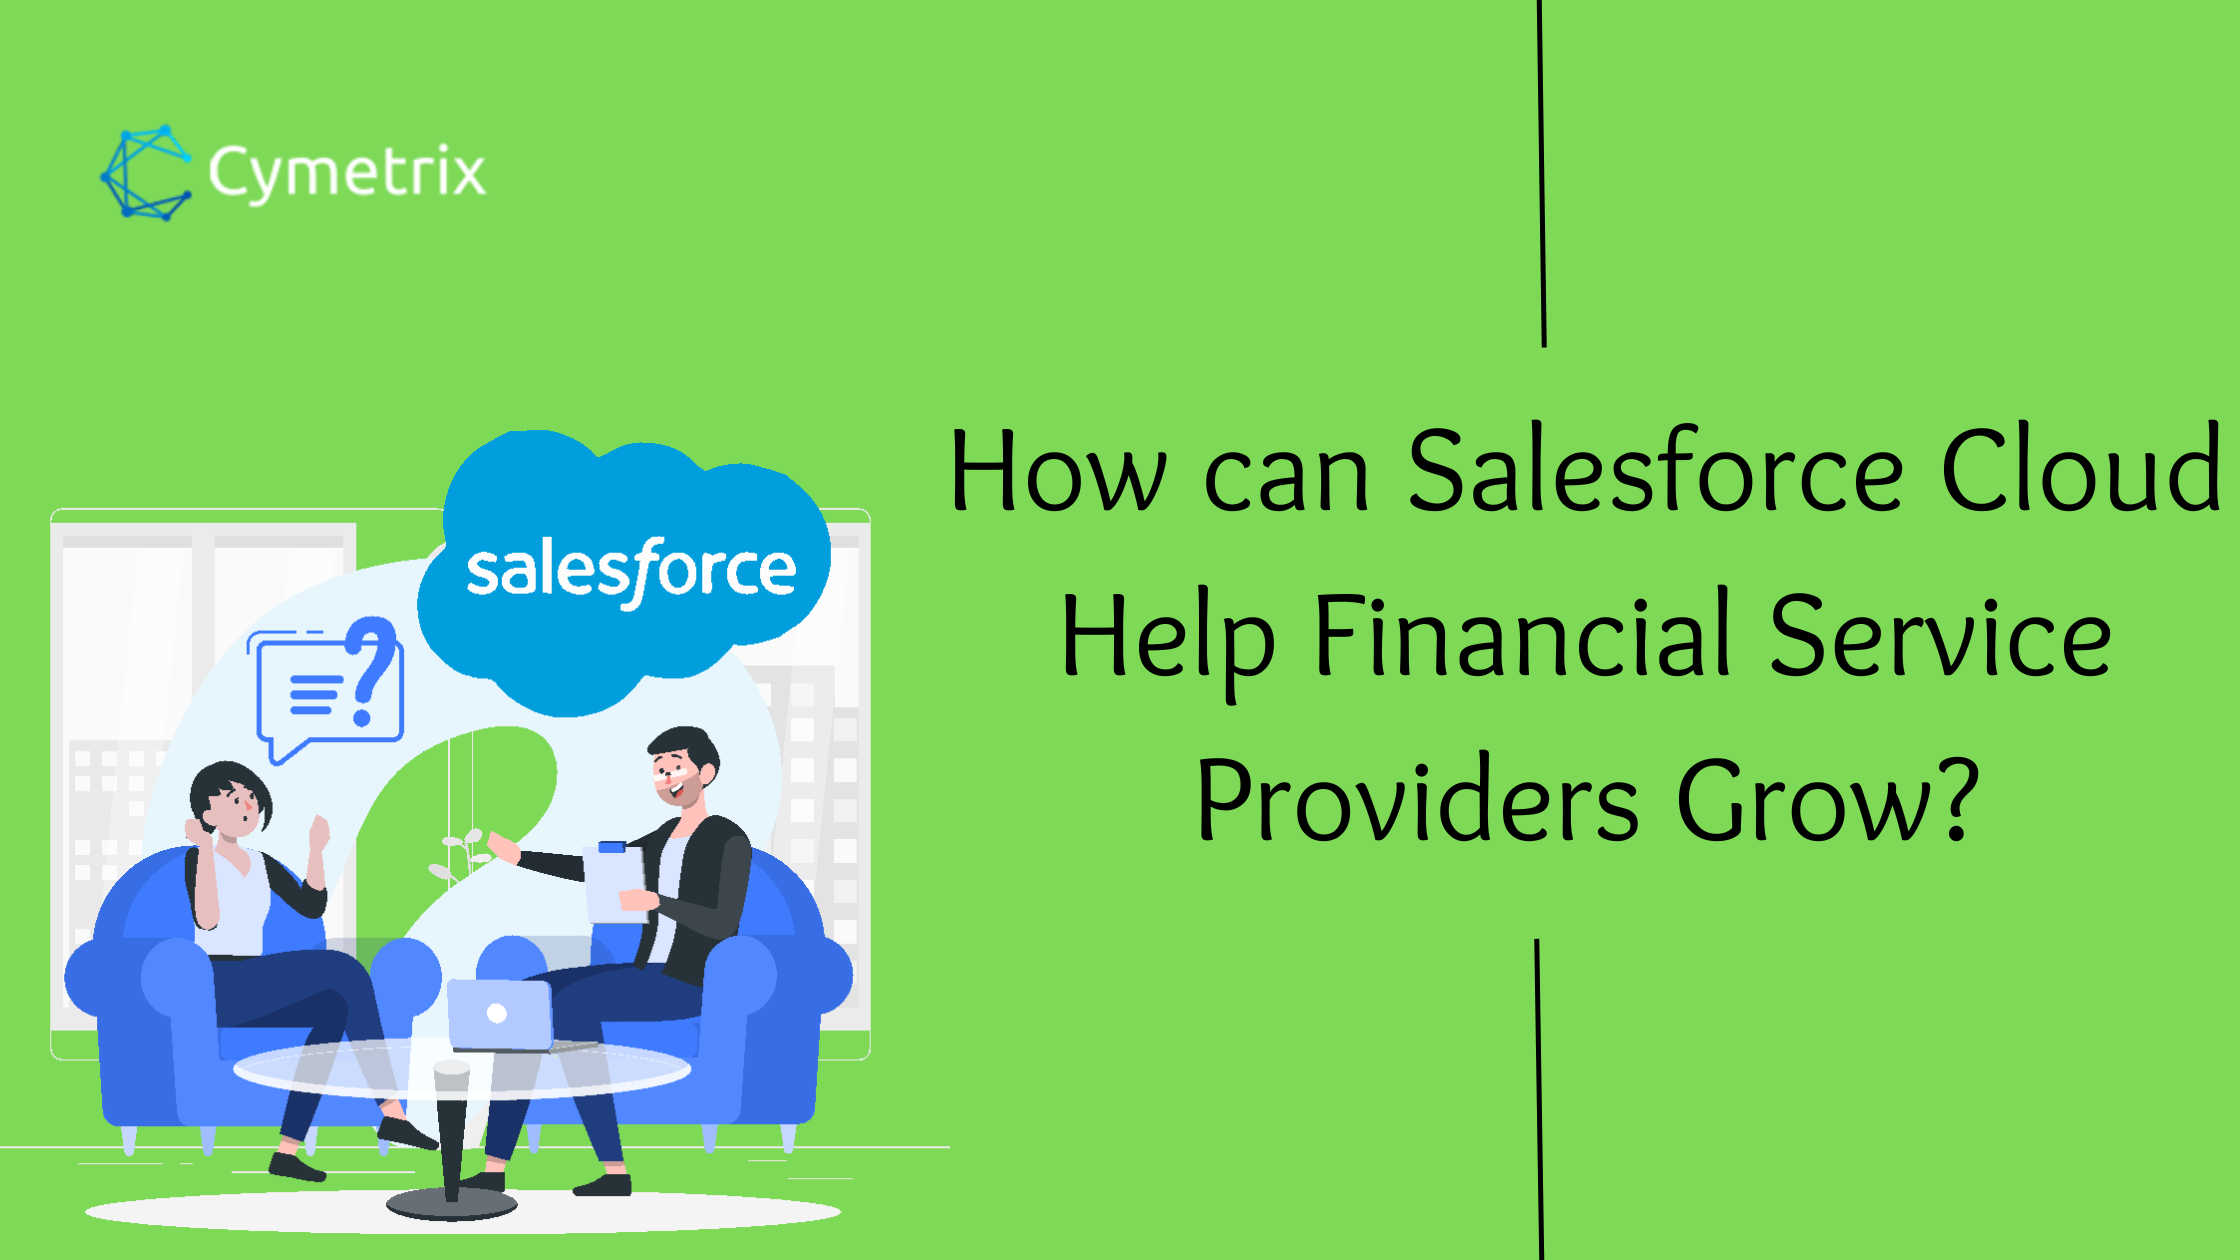 Cymetrix
salesforce
?
How can Salesforce Cloud
Help Financial Service
Providers Grow?